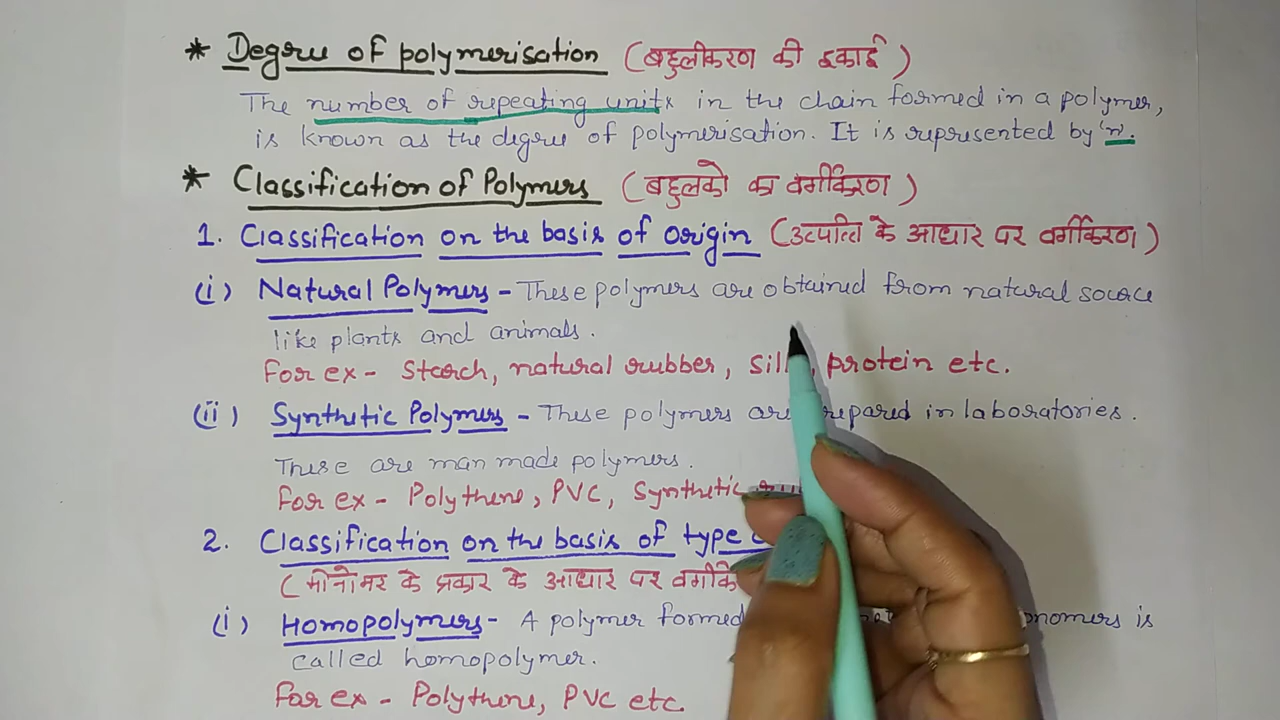 * Degree of polymerisation (बहुलीकरण की इकाई)
The number of repeating units in the chain formed in a polymer,
is known as the degree of polymerisation. It is represented by 'n'.
* Classification of Polymers (बहुलको का वर्गीकरण)
1. Classification on the basis of origin (उत्पत्ति के आधार पर वर्गीकरण)
(i) Natural Polymers - These polymers are obtained from natural source
like plants and animals.
For ex - Starch, natural rubber, Silk, protein etc.
(ii) Synthetic Polymers - These polymers are prepared in laboratories.
These are man made polymers.
For ex - Polythene, PVC, Synthetic
2. Classification on the basis of type
(मोनोमर के प्रकार के आधार पर
(i) Homopolymers - A polymer formed is
called homopolymer.
For ex - Polythene, PVC etc.